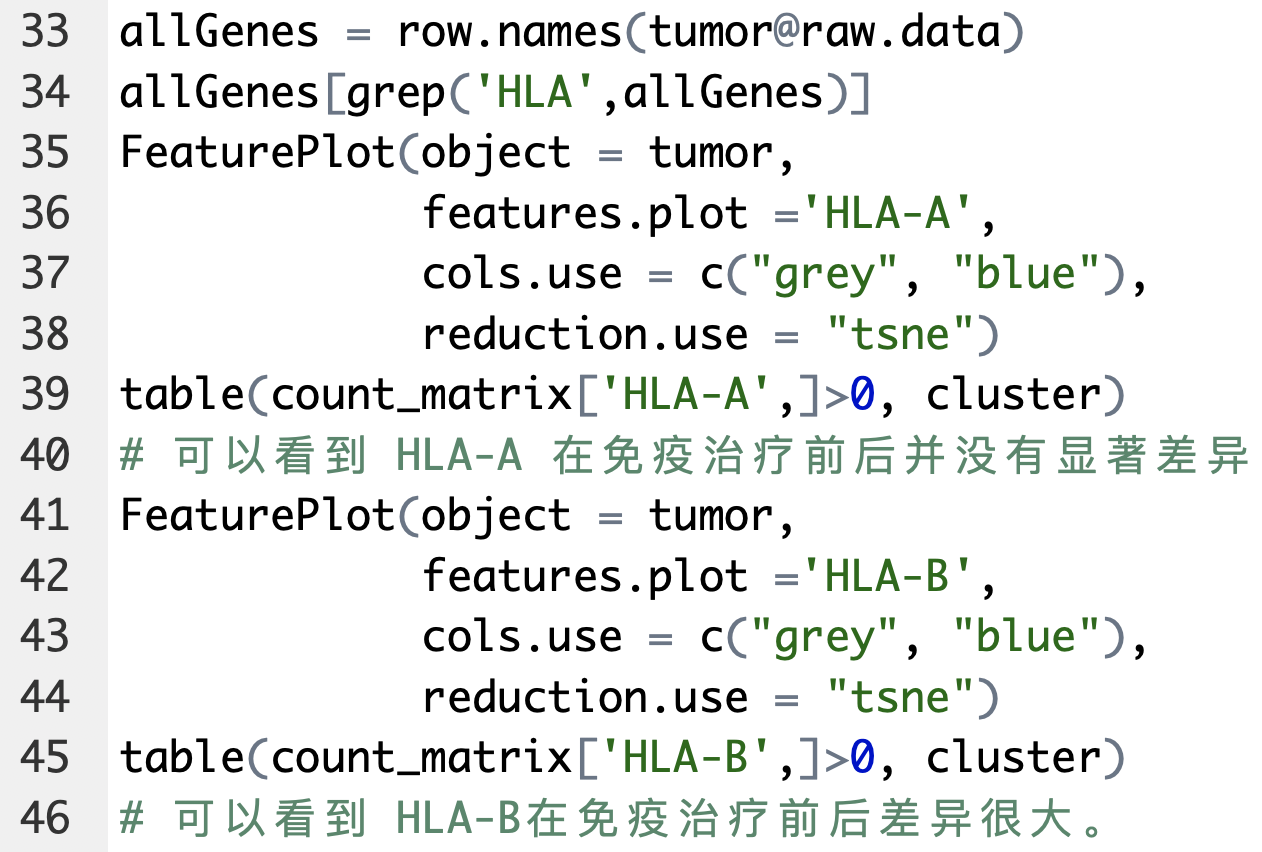 33 allGenes = row.names(tumor@raw.data)
34 allGenes[grep('HLA',allGenes)]
35 FeaturePlot(object = tumor,
36             features.plot ='HLA-A',
37             cols.use = c("grey", "blue"),
38             reduction.use = "tsne")
39 table(count_matrix['HLA-A',]>0, cluster)
40 # 可以看到 HLA-A 在免疫治疗前后并没有显著差异
41 FeaturePlot(object = tumor,
42             features.plot ='HLA-B',
43             cols.use = c("grey", "blue"),
44             reduction.use = "tsne")
45 table(count_matrix['HLA-B',]>0, cluster)
46 # 可以看到 HLA-B在免疫治疗前后差异很大。